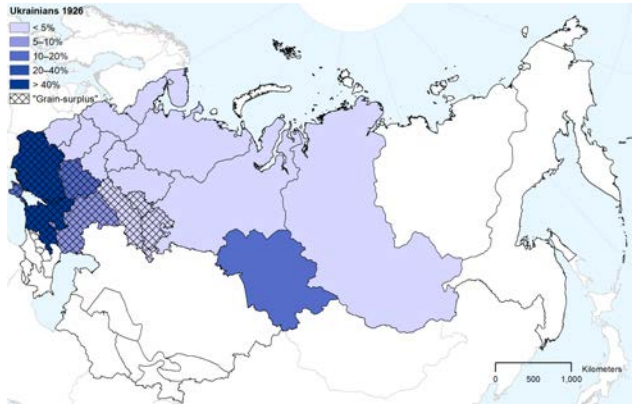 Ukrainians 1926
< 5%
5–10%
10–20%
20–40%
> 40%
"Grain-surplus"
Kilometers
0 500 1,000